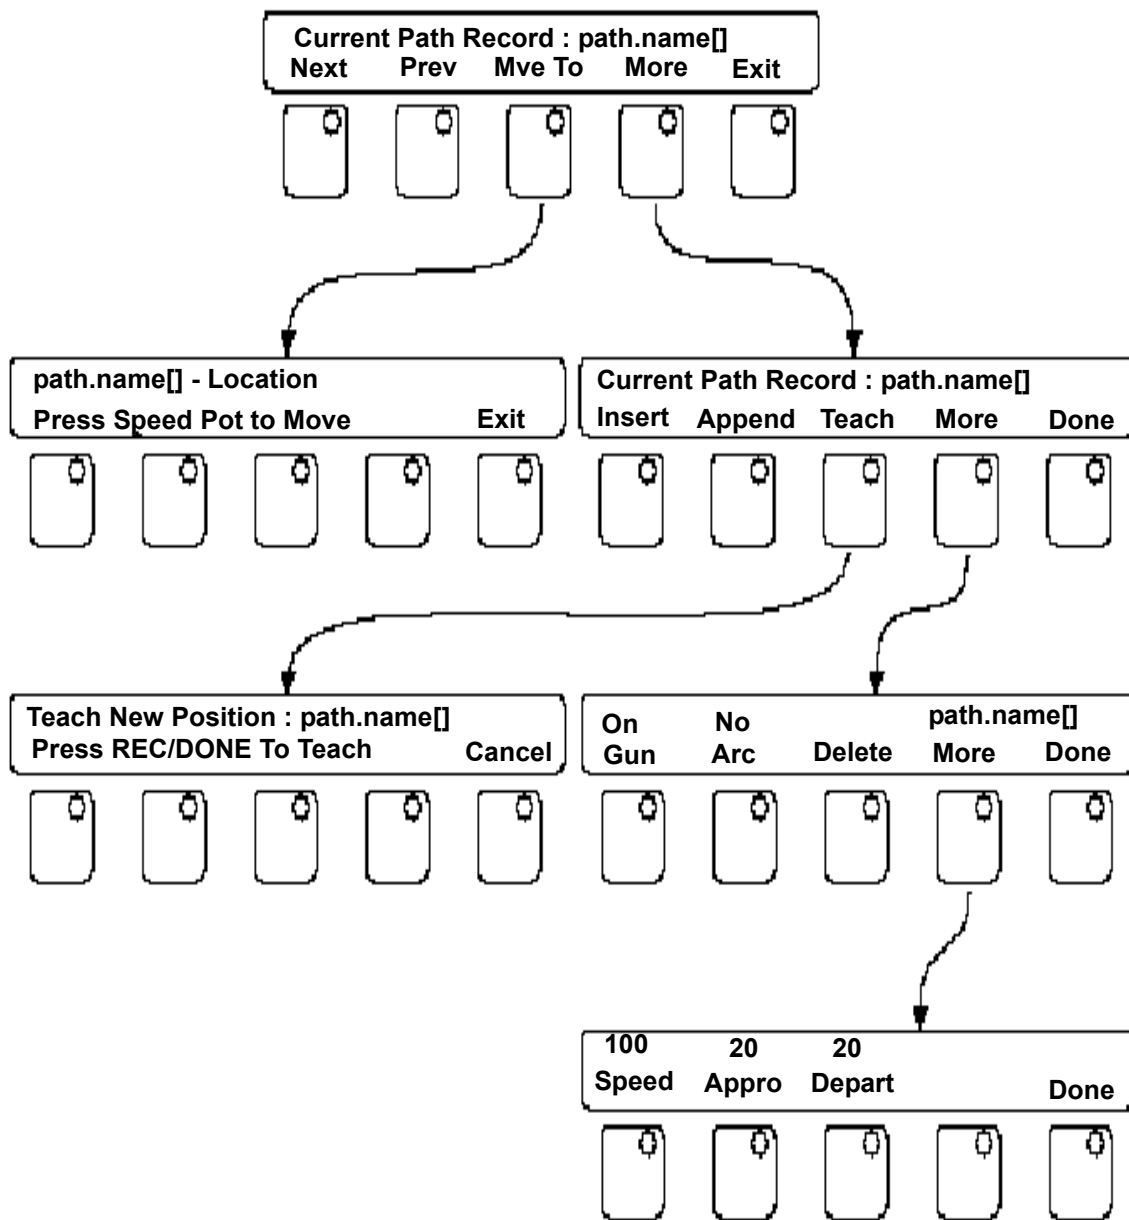 Current Path Record : path.name[]
Next Prev Mve To More Exit
path.name[] - Location
Press Speed Pot to Move Exit
Current Path Record : path.name[]
Insert Append Teach More Done
Teach New Position : path.name[]
Press REC/DONE To Teach Cancel
On No path.name[]
Gun Arc Delete More Done
100 20 20
Speed Appro Depart Done